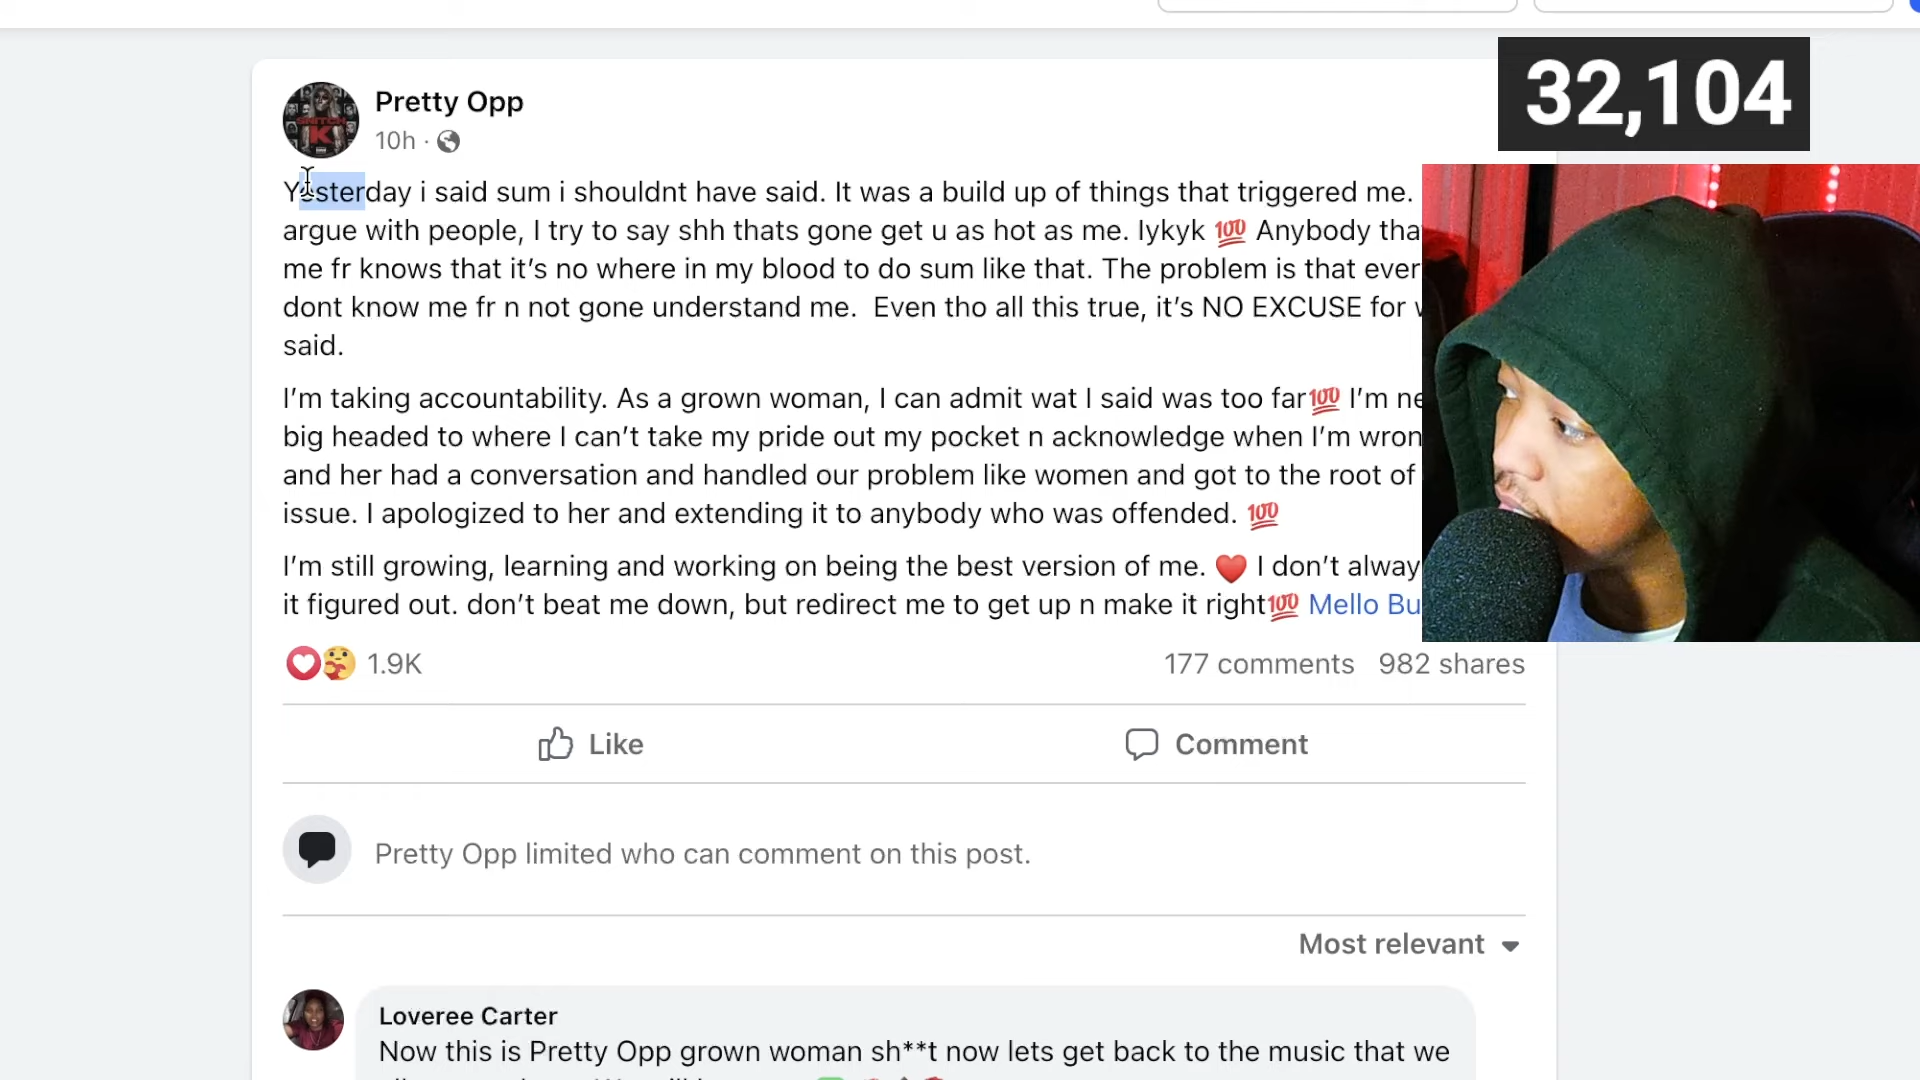 32,104
Pretty Opp
10h ·
Yesterday i said sum i shouldnt have said. It was a build up of things that triggered me.
argue with people, I try to say shh thats gone get u as hot as me. Iykyk 💯 Anybody tha
me fr knows that it’s no where in my blood to do sum like that. The problem is that ever
dont know me fr n not gone understand me. Even tho all this true, it’s NO EXCUSE for
said.
I’m taking accountability. As a grown woman, I can admit wat I said was too far💯 I’m ne
big headed to where I can’t take my pride out my pocket n acknowledge when I’m wron
and her had a conversation and handled our problem like women and got to the root of
issue. I apologized to her and extending it to anybody who was offended. 💯
I’m still growing, learning and working on being the best version of me. ❤️ I don’t alway
it figured out. don’t beat me down, but redirect me to get up n make it right💯 Mello Bu
1.9K
177 comments 982 shares
Like
Comment
Pretty Opp limited who can comment on this post.
Most relevant
Loveree Carter
Now this is Pretty Opp grown woman sh**t now lets get back to the music that we